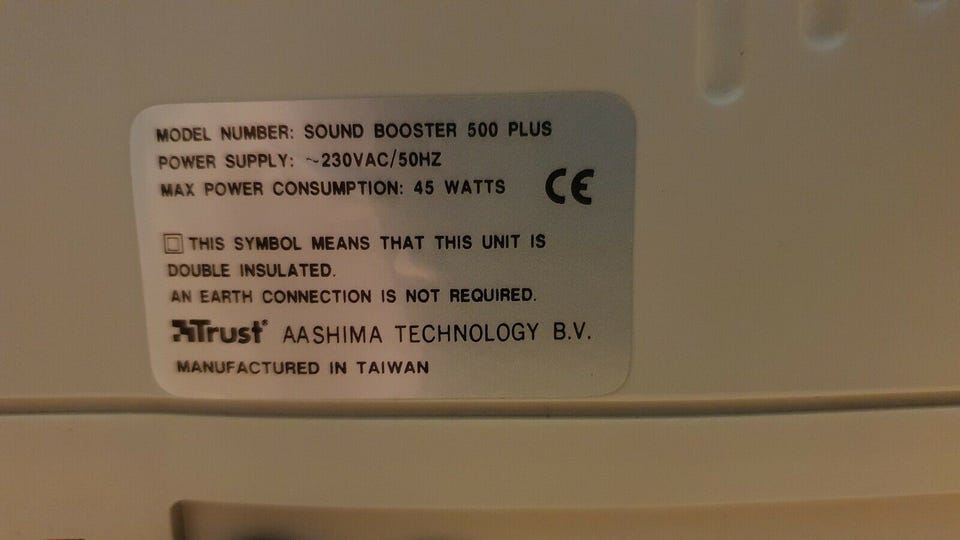 MODEL NUMBER: SOUND BOOSTER 500 PLUS
POWER SUPPLY: ~230VAC/50HZ
MAX POWER CONSUMPTION: 45 WATTS
CE
THIS SYMBOL MEANS THAT THIS UNIT IS
DOUBLE INSULATED.
AN EARTH CONNECTION IS NOT REQUIRED.
Trust® AASHIMA TECHNOLOGY B.V.
MANUFACTURED IN TAIWAN